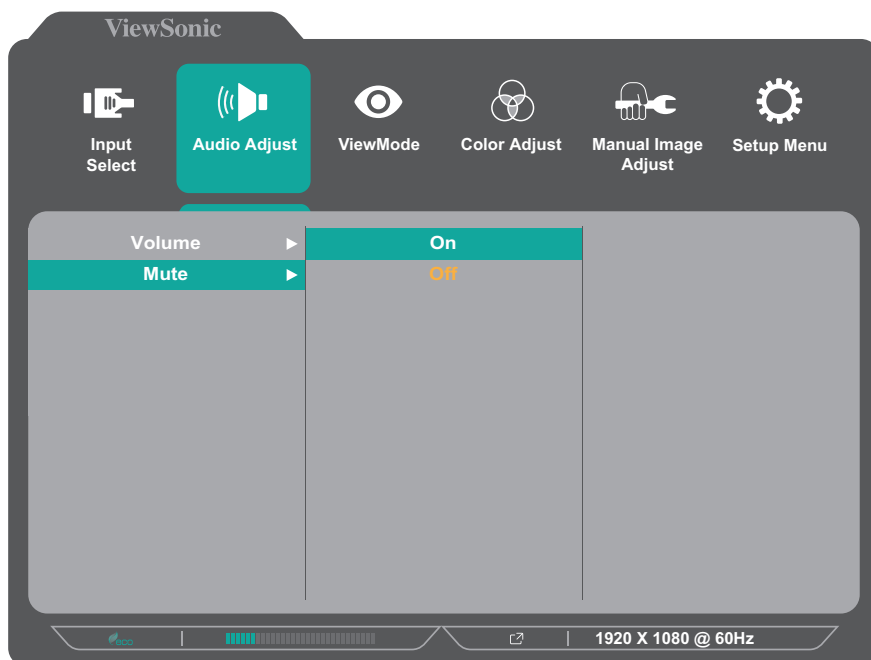 ViewSonic
Input
Select
Audio Adjust
ViewMode
Color Adjust
Manual Image
Adjust
Setup Menu
Volume
On
Mute
Off
eco
1920 X 1080 @ 60Hz